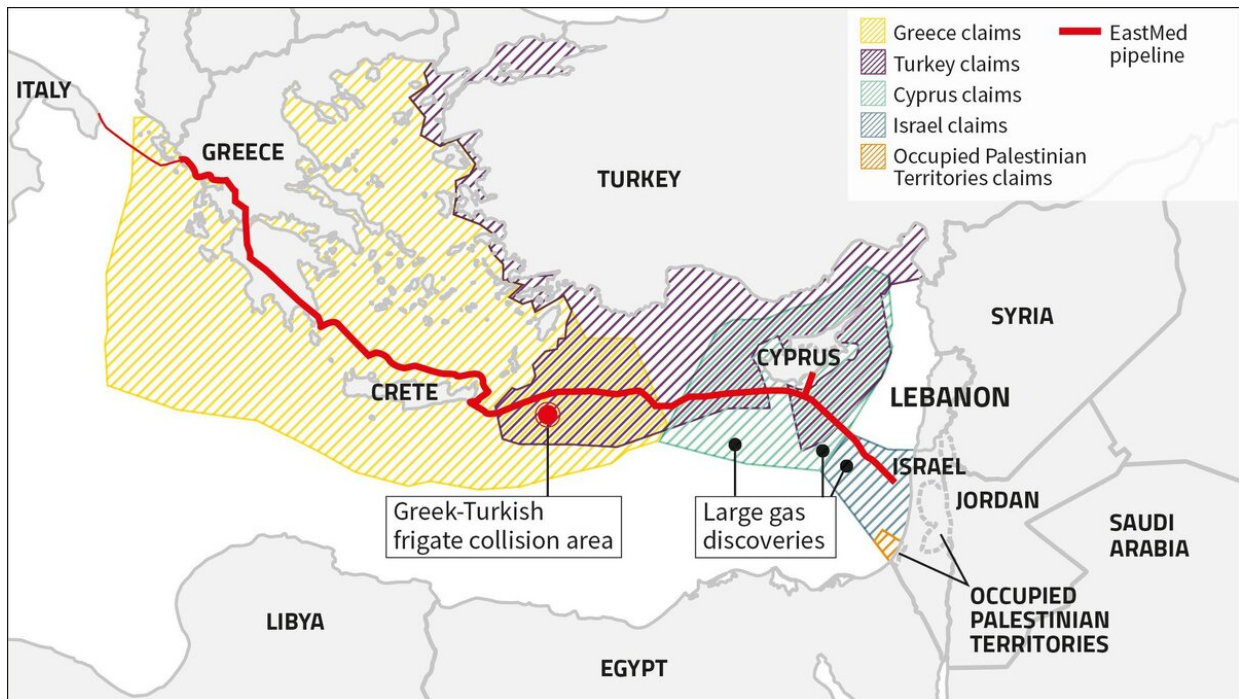 Greece claims
Turkey claims
Cyprus claims
Israel claims
Occupied Palestinian
Territories claims
EastMed
pipeline
ITALY
GREECE
TURKEY
CRETE
CYPRUS
SYRIA
LEBANON
ISRAEL
JORDAN
SAUDI
ARABIA
Greek-Turkish
frigate collision area
Large gas
discoveries
OCCUPIED
PALESTINIAN
TERRITORIES
LIBYA
EGYPT